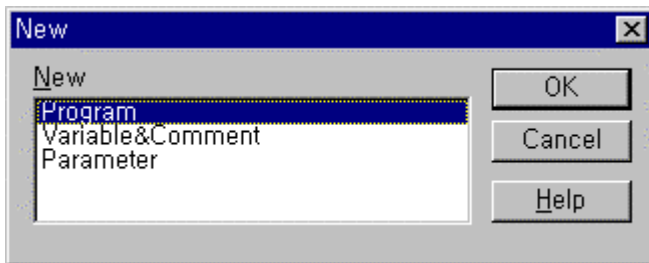 New
New
OK
Program
Variable&Comment
Cancel
Parameter
Help